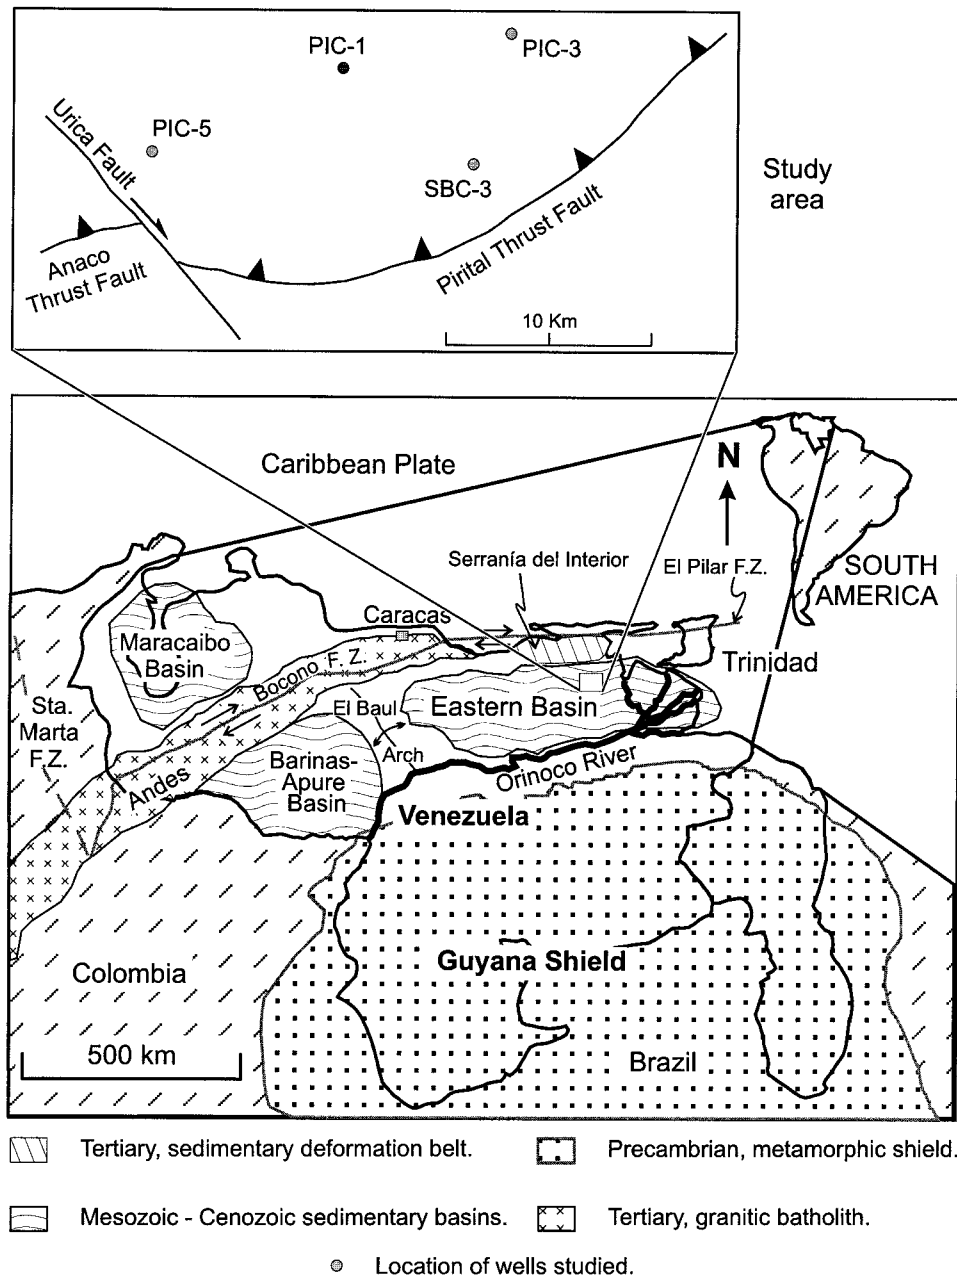 PIC-1
PIC-3
Urica Fault
PIC-5
SBC-3
Study
area
Anaco
Thrust Fault
Pirital Thrust Fault
10 Km
Caribbean Plate
N
Serranía del Interior
El Pilar F.Z.
SOUTH
AMERICA
Caracas
Maracaibo
Basin
Bocono F. Z.
Trinidad
Sta.
Marta
F.Z.
El Baul
Arch
Eastern Basin
Andes
Barinas-
Apure
Basin
Orinoco River
Venezuela
Guyana Shield
Colombia
500 km
Brazil
Tertiary, sedimentary deformation belt.
Precambrian, metamorphic shield.
Mesozoic - Cenozoic sedimentary basins.
Tertiary, granitic batholith.
Location of wells studied.